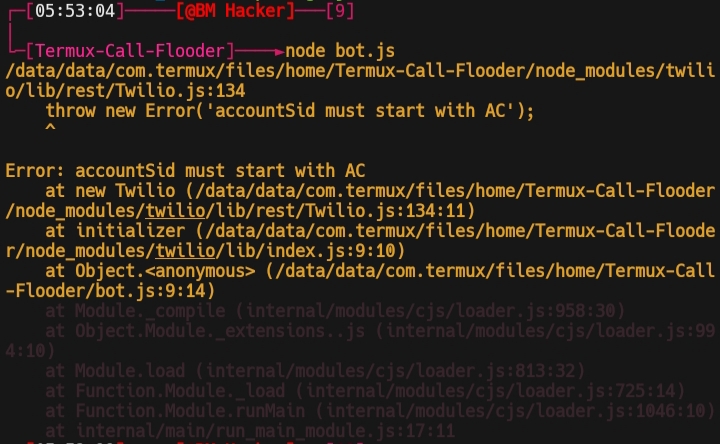 [05:53:04] [@BM Hacker] [9]
[Termux-Call-Flooder] node bot.js
/data/data/com.termux/files/home/Termux-Call-Flooder/node_modules/twili
o/lib/rest/Twilio.js:134
    throw new Error('accountSid must start with AC');
    ^
Error: accountSid must start with AC
    at new Twilio (/data/data/com.termux/files/home/Termux-Call-Flooder
/node_modules/twilio/lib/rest/Twilio.js:134:11)
    at initializer (/data/data/com.termux/files/home/Termux-Call-Floode
r/node_modules/twilio/lib/index.js:9:10)
    at Object.<anonymous> (/data/data/com.termux/files/home/Termux-Call
-Flooder/bot.js:9:14)
    at Module._compile (internal/modules/cjs/loader.js:958:30)
    at Object.Module._extensions..js (internal/modules/cjs/loader.js:99
4:10)
    at Module.load (internal/modules/cjs/loader.js:813:32)
    at Function.Module._load (internal/modules/cjs/loader.js:725:14)
    at Function.Module.runMain (internal/modules/cjs/loader.js:1046:10)
    at internal/main/run_main_module.js:17:11